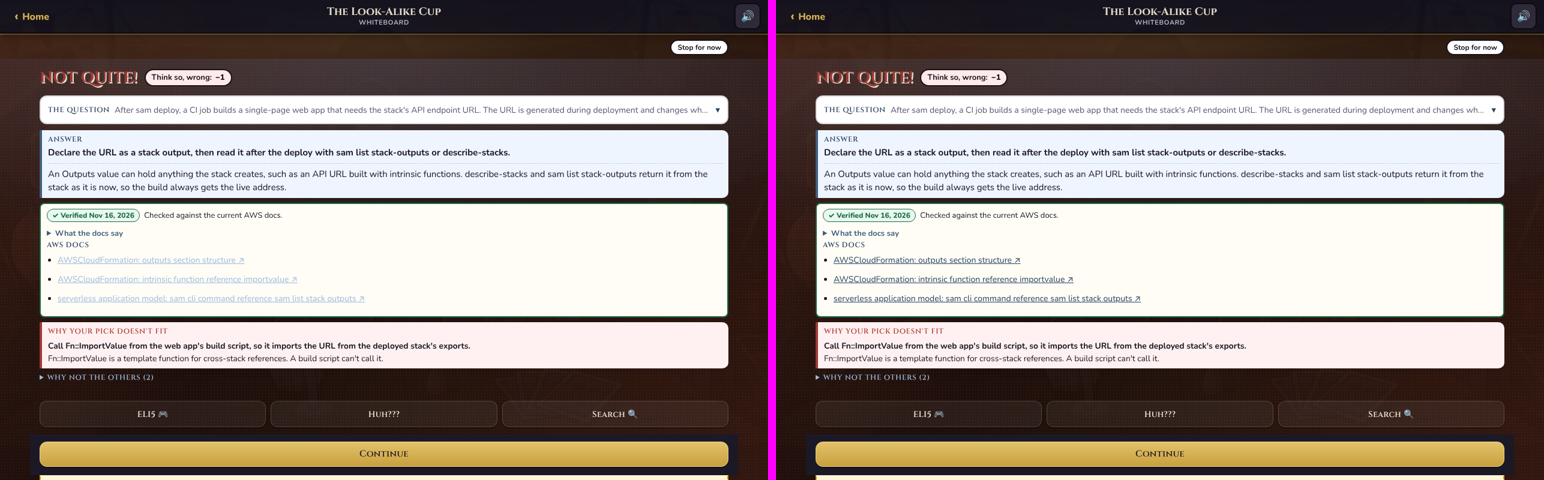 ‹ Home
The Look-Alike Cup
WHITEBOARD
🔊
Stop for now
NOT QUITE!
Think so, wrong: −1
THE QUESTION After sam deploy, a CI job builds a single-page web app that needs the stack's API endpoint URL. The URL is generated during deployment and changes wh... ▼
ANSWER
Declare the URL as a stack output, then read it after the deploy with sam list stack-outputs or describe-stacks.
An Outputs value can hold anything the stack creates, such as an API URL built with intrinsic functions. describe-stacks and sam list stack-outputs return it from the
stack as it is now, so the build always gets the live address.
✓ Verified Nov 16, 2026 Checked against the current AWS docs.
▶ What the docs say
AWS DOCS
• AWSCloudFormation: outputs section structure ↗
• AWSCloudFormation: intrinsic function reference importvalue ↗
• serverless application model: sam cli command reference sam list stack outputs ↗
WHY YOUR PICK DOESN'T FIT
Call Fn::ImportValue from the web app's build script, so it imports the URL from the deployed stack's exports.
Fn::ImportValue is a template function for cross-stack references. A build script can't call it.
▶ WHY NOT THE OTHERS (2)
ELI5 🎮
Huh???
Search 🔍
Continue
‹ Home
The Look-Alike Cup
WHITEBOARD
🔊
Stop for now
NOT QUITE!
Think so, wrong: −1
THE QUESTION After sam deploy, a CI job builds a single-page web app that needs the stack's API endpoint URL. The URL is generated during deployment and changes wh... ▼
ANSWER
Declare the URL as a stack output, then read it after the deploy with sam list stack-outputs or describe-stacks.
An Outputs value can hold anything the stack creates, such as an API URL built with intrinsic functions. describe-stacks and sam list stack-outputs return it from the
stack as it is now, so the build always gets the live address.
✓ Verified Nov 16, 2026 Checked against the current AWS docs.
▶ What the docs say
AWS DOCS
• AWSCloudFormation: outputs section structure ↗
• AWSCloudFormation: intrinsic function reference importvalue ↗
• serverless application model: sam cli command reference sam list stack outputs ↗
WHY YOUR PICK DOESN'T FIT
Call Fn::ImportValue from the web app's build script, so it imports the URL from the deployed stack's exports.
Fn::ImportValue is a template function for cross-stack references. A build script can't call it.
▶ WHY NOT THE OTHERS (2)
ELI5 🎮
Huh???
Search 🔍
Continue